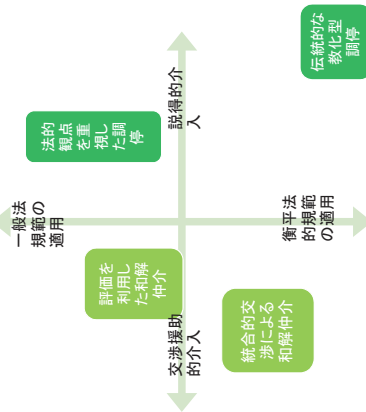 一般法
規範の
適用
法的
観点
を重
視し
た調
停
評価を
利用し
た和解
仲介
交渉援助
的介入
説得的介
入
統合的交
渉による
和解仲介
衡平法
的規範
の適用
伝統的な
教化型
調停